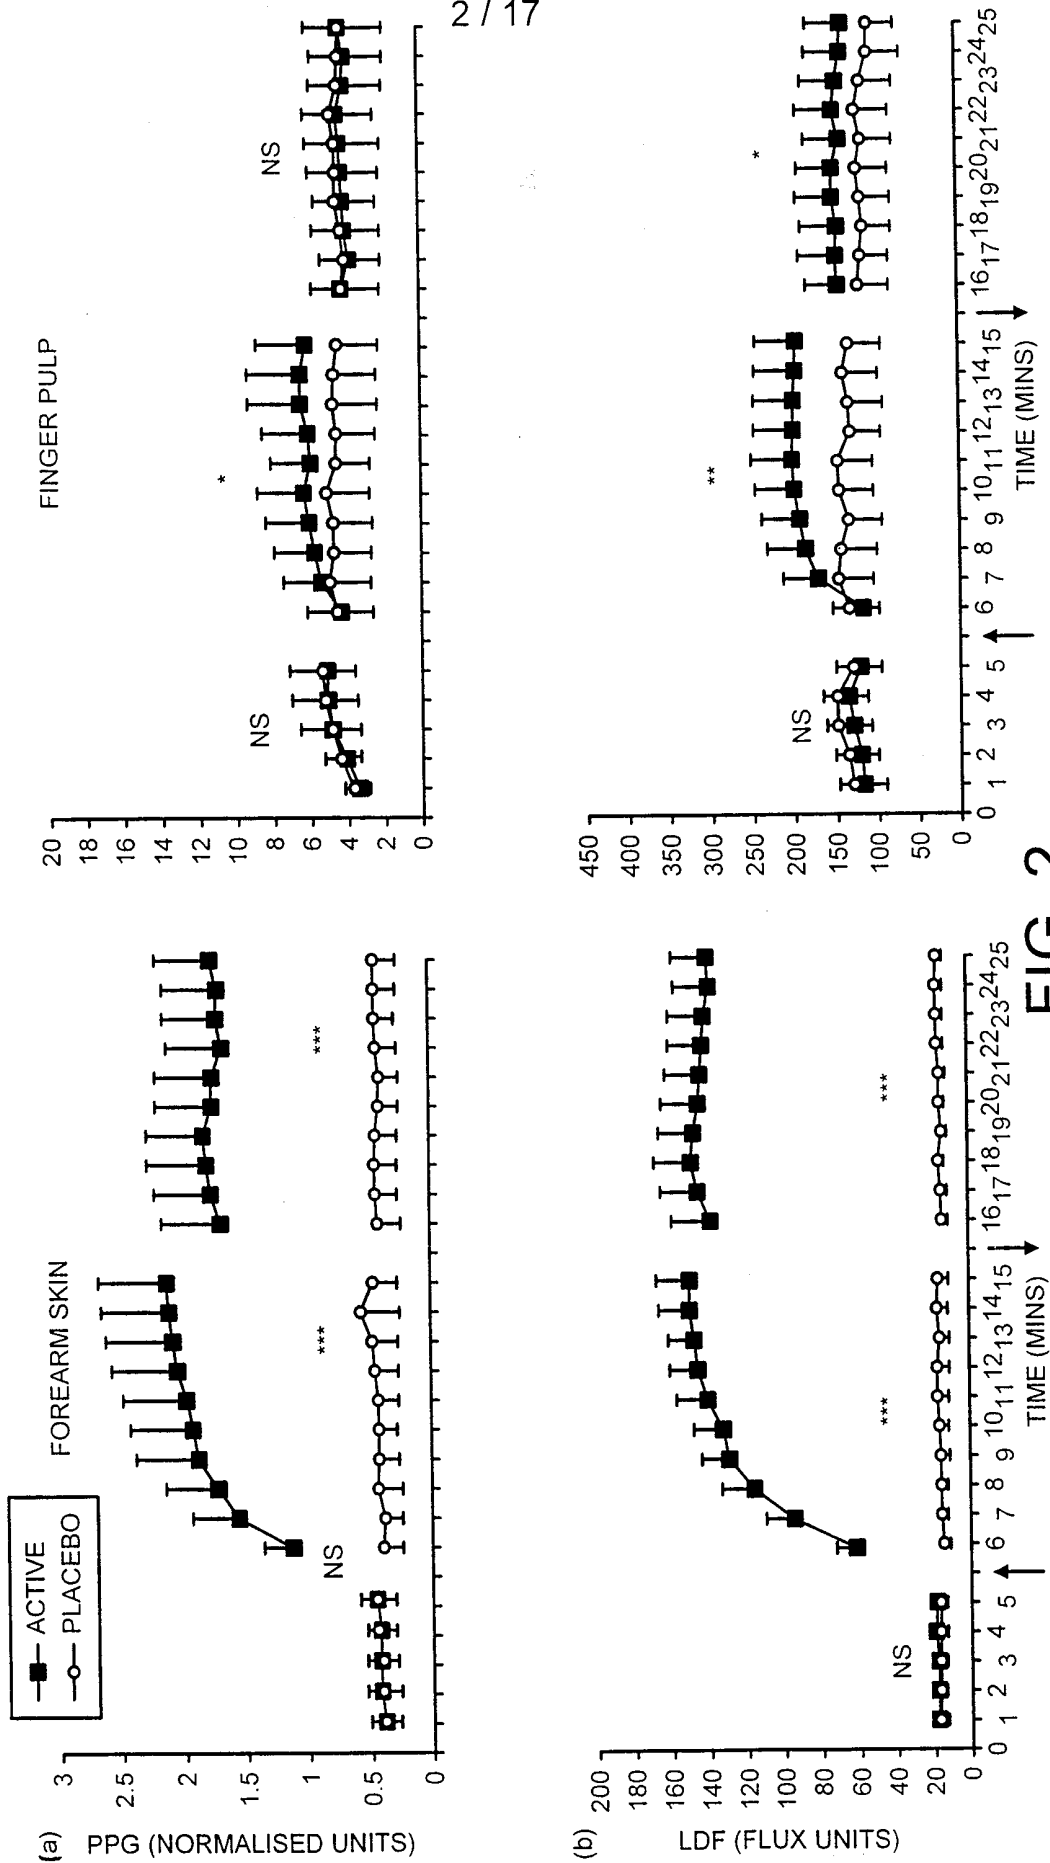 2 / 17
ACTIVE
PLACEBO
FOREARM SKIN
FINGER PULP
(a)
PPG (NORMALISED UNITS)
3
2.5
2
1.5
1
0.5
0
NS
***
***
20
18
16
14
12
10
8
6
4
2
0
NS
*
NS
(b)
LDF (FLUX UNITS)
200
180
160
140
120
100
80
60
40
20
0
NS
***
***
0 1 2 3 4 5 6 7 8 9 10 11 12 13 14 15 16 17 18 19 20 21 22 23 24 25
TIME (MINS)
450
400
350
300
250
200
150
100
50
0
NS
**
*
0 1 2 3 4 5 6 7 8 9 10 11 12 13 14 15 16 17 18 19 20 21 22 23 24 25
TIME (MINS)
FIG. 2